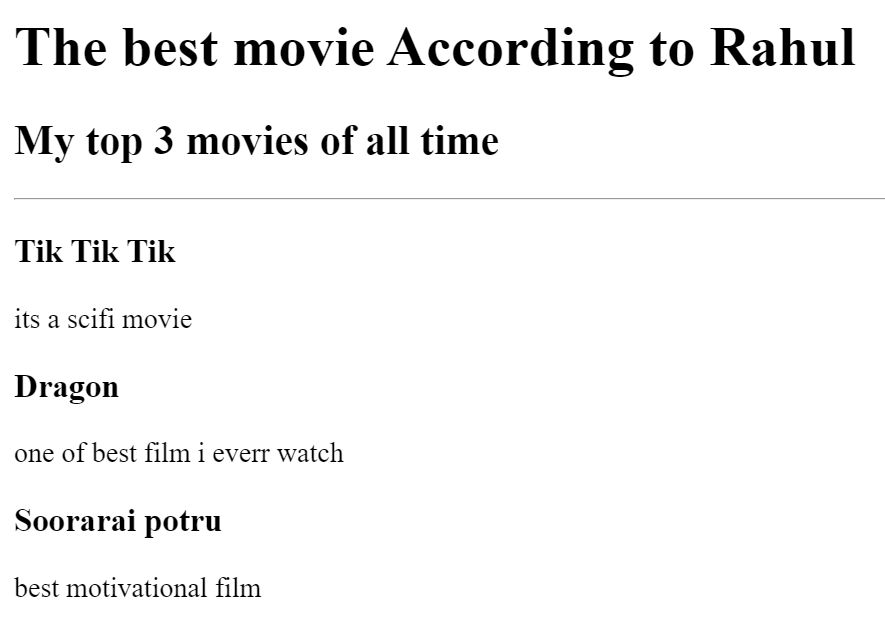 The best movie According to Rahul
My top 3 movies of all time
Tik Tik Tik
its a scifi movie
Dragon
one of best film i everr watch
Soorarai potru
best motivational film